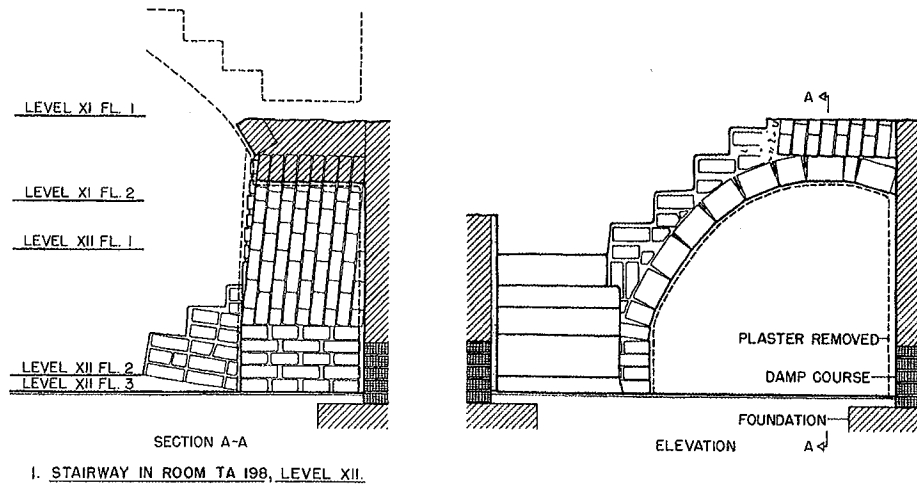 LEVEL XI FL. 1
LEVEL XI FL. 2
LEVEL XII FL. 1
LEVEL XII FL. 2
LEVEL XII FL. 3
SECTION A-A
A
PLASTER REMOVED
DAMP COURSE
FOUNDATION
ELEVATION
A
1. STAIRWAY IN ROOM TA 198, LEVEL XII.